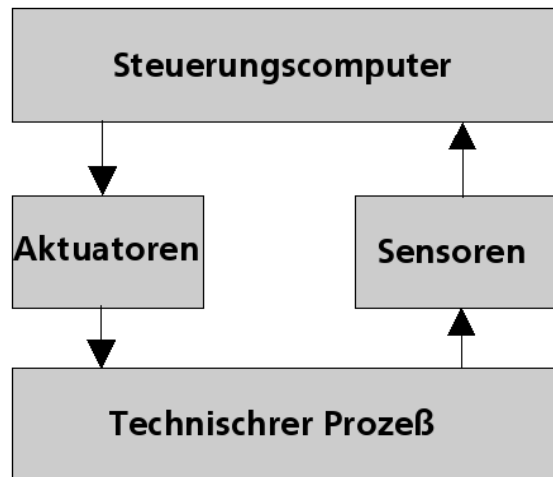 Steuerungscomputer
Aktuatoren
Sensoren
Technischrer Prozeß